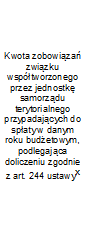 Kwota zobowiązań
związku
współtworzonego
przez jednostkę
samorządu
terytorialnego
przypadających do
spłaty w danym
roku budżetowym,
podlegająca
doliczeniu zgodnie
z art. 244 ustawy x